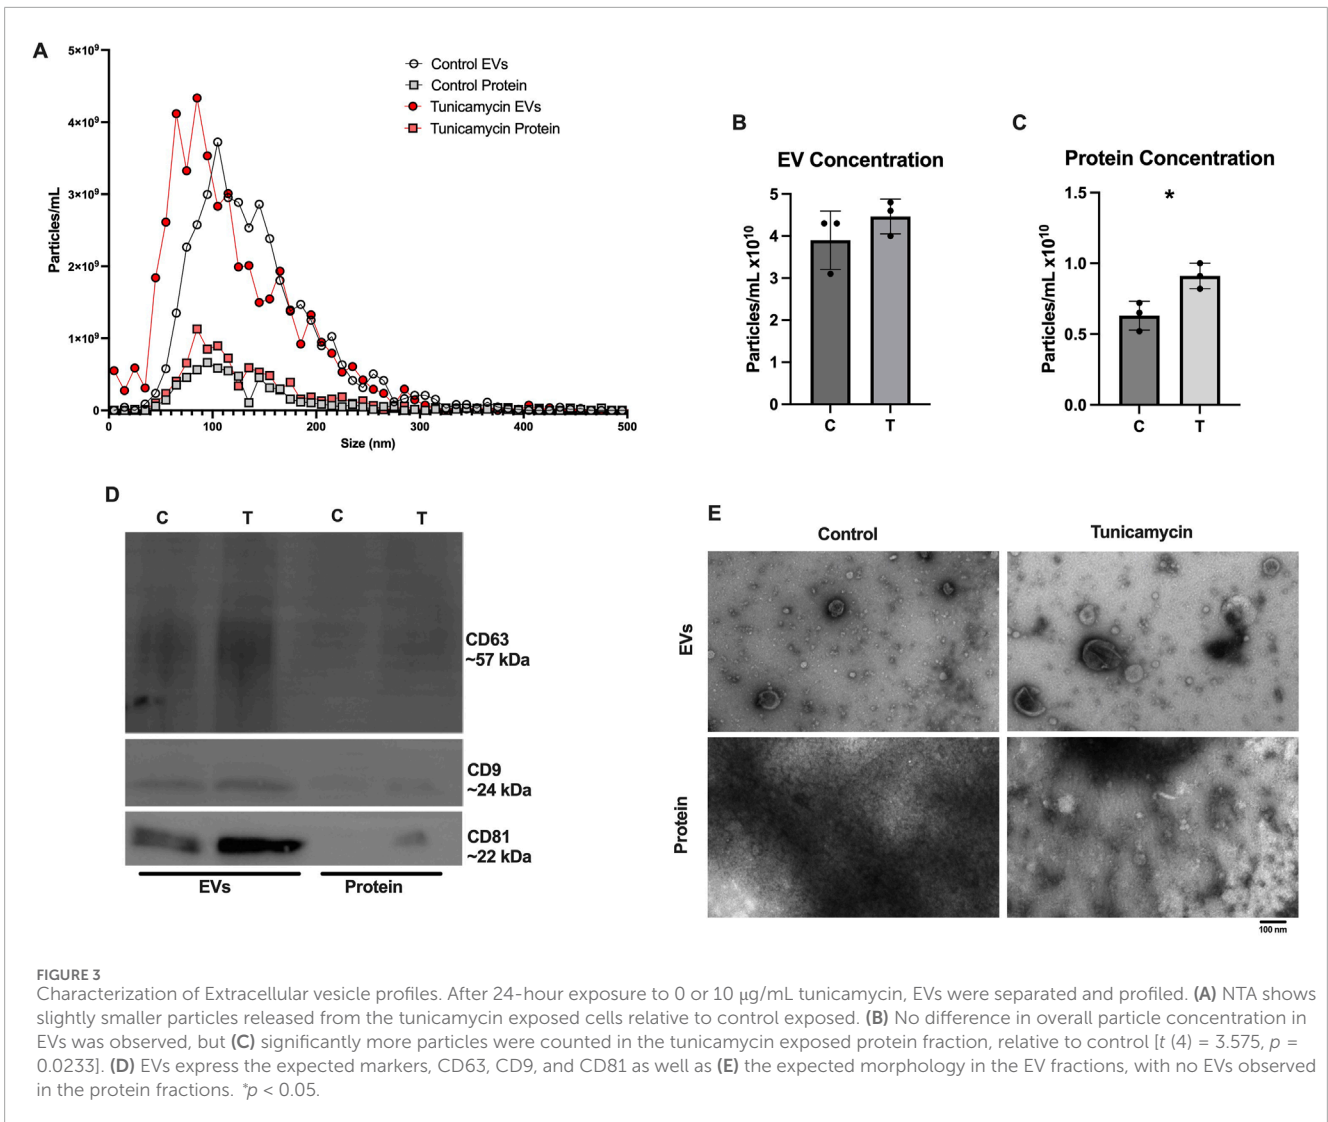 A
5×10⁹
4×10⁹
3×10⁹
2×10⁹
1×10⁹
0
Particles/mL
0 100 200 300 400 500
Size (nm)
Control EVs
Control Protein
Tunicamycin EVs
Tunicamycin Protein
B
EV Concentration
Particles/mL x10¹⁰
5
4
3
2
1
0
C T
C
Protein Concentration
Particles/mL x10¹⁰
1.5
1.0
0.5
0.0
*
C T
D
C T C T
CD63
~57 kDa
CD9
~24 kDa
CD81
~22 kDa
EVs Protein
E
Control Tunicamycin
EVs
Protein
100 nm
FIGURE 3
Characterization of Extracellular vesicle profiles. After 24-hour exposure to 0 or 10 μg/mL tunicamycin, EVs were separated and profiled. (A) NTA shows
slightly smaller particles released from the tunicamycin exposed cells relative to control exposed. (B) No difference in overall particle concentration in
EVs was observed, but (C) significantly more particles were counted in the tunicamycin exposed protein fraction, relative to control [t (4) = 3.575, p =
0.0233]. (D) EVs express the expected markers, CD63, CD9, and CD81 as well as (E) the expected morphology in the EV fractions, with no EVs observed
in the protein fractions. *p < 0.05.